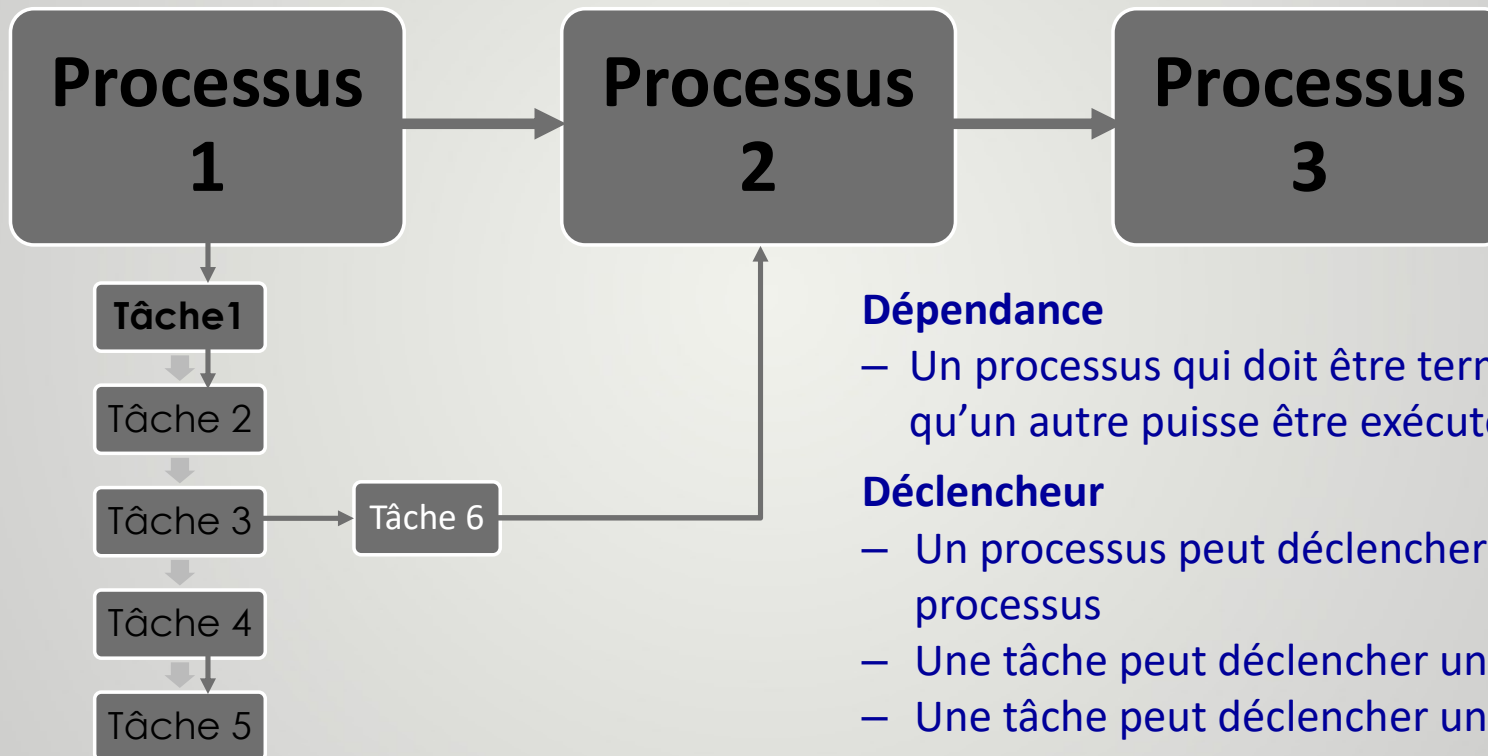 Processus
1
Processus
2
Processus
3
Tâche1
Tâche 2
Tâche 3
Tâche 6
Tâche 4
Tâche 5
Dépendance
– Un processus qui doit être
qu’un autre puisse être
Déclencheur
– Un processus peut déclencher
processus
– Une tâche peut déclencher un
– Une tâche peut déclencher un